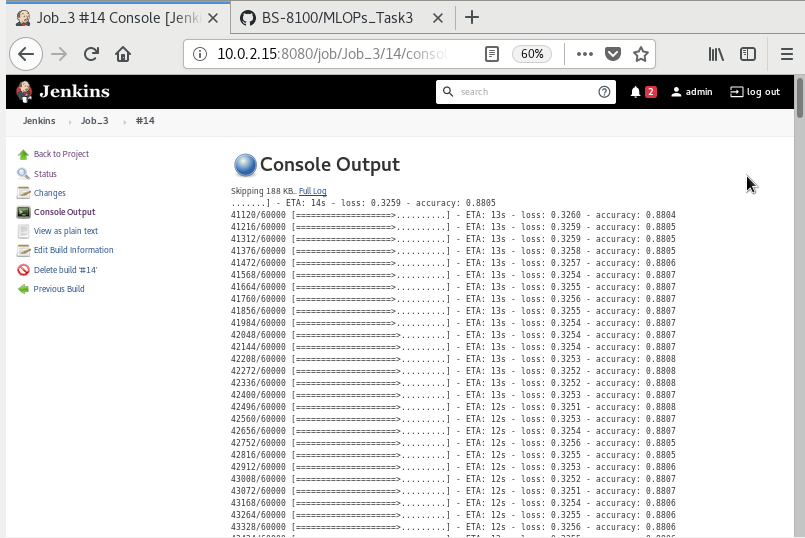 Job_3 #14 Console [Jenk
BS-8100/MLOPs_Task3
10.0.2.15:8080/job/Job_3/14/conso
60%
Jenkins
search
2
admin
log out
Jenkins
Job_3
#14
Back to Project
Status
Changes
Console Output
View as plain text
Edit Build Information
Delete build '#14'
Previous Build
Console Output
Skipping 188 KB.. Full Log
.......] - ETA: 14s - loss: 0.3259 - accuracy: 0.8805
41120/60000 [===================>..........] - ETA: 13s - loss: 0.3260 - accuracy: 0.8804
41216/60000 [===================>..........] - ETA: 13s - loss: 0.3259 - accuracy: 0.8805
41312/60000 [===================>..........] - ETA: 13s - loss: 0.3259 - accuracy: 0.8805
41376/60000 [===================>..........] - ETA: 13s - loss: 0.3258 - accuracy: 0.8805
41472/60000 [===================>..........] - ETA: 13s - loss: 0.3257 - accuracy: 0.8806
41568/60000 [===================>..........] - ETA: 13s - loss: 0.3254 - accuracy: 0.8807
41664/60000 [===================>..........] - ETA: 13s - loss: 0.3255 - accuracy: 0.8807
41760/60000 [===================>..........] - ETA: 13s - loss: 0.3256 - accuracy: 0.8807
41856/60000 [===================>..........] - ETA: 13s - loss: 0.3255 - accuracy: 0.8807
41984/60000 [===================>..........] - ETA: 13s - loss: 0.3254 - accuracy: 0.8807
42048/60000 [====================>.........] - ETA: 13s - loss: 0.3254 - accuracy: 0.8807
42144/60000 [====================>.........] - ETA: 13s - loss: 0.3254 - accuracy: 0.8807
42208/60000 [====================>.........] - ETA: 13s - loss: 0.3253 - accuracy: 0.8808
42272/60000 [====================>.........] - ETA: 13s - loss: 0.3252 - accuracy: 0.8808
42336/60000 [====================>.........] - ETA: 13s - loss: 0.3252 - accuracy: 0.8808
42400/60000 [====================>.........] - ETA: 13s - loss: 0.3253 - accuracy: 0.8807
42496/60000 [====================>.........] - ETA: 12s - loss: 0.3251 - accuracy: 0.8808
42560/60000 [====================>.........] - ETA: 12s - loss: 0.3253 - accuracy: 0.8807
42656/60000 [====================>.........] - ETA: 12s - loss: 0.3254 - accuracy: 0.8807
42752/60000 [====================>.........] - ETA: 12s - loss: 0.3256 - accuracy: 0.8805
42816/60000 [====================>.........] - ETA: 12s - loss: 0.3255 - accuracy: 0.8805
42912/60000 [====================>.........] - ETA: 12s - loss: 0.3253 - accuracy: 0.8806
43008/60000 [====================>.........] - ETA: 12s - loss: 0.3252 - accuracy: 0.8807
43072/60000 [====================>.........] - ETA: 12s - loss: 0.3251 - accuracy: 0.8807
43168/60000 [====================>.........] - ETA: 12s - loss: 0.3254 - accuracy: 0.8806
43264/60000 [====================>.........] - ETA: 12s - loss: 0.3255 - accuracy: 0.8806
43328/60000 [====================>.........] - ETA: 12s - loss: 0.3256 - accuracy: 0.8806